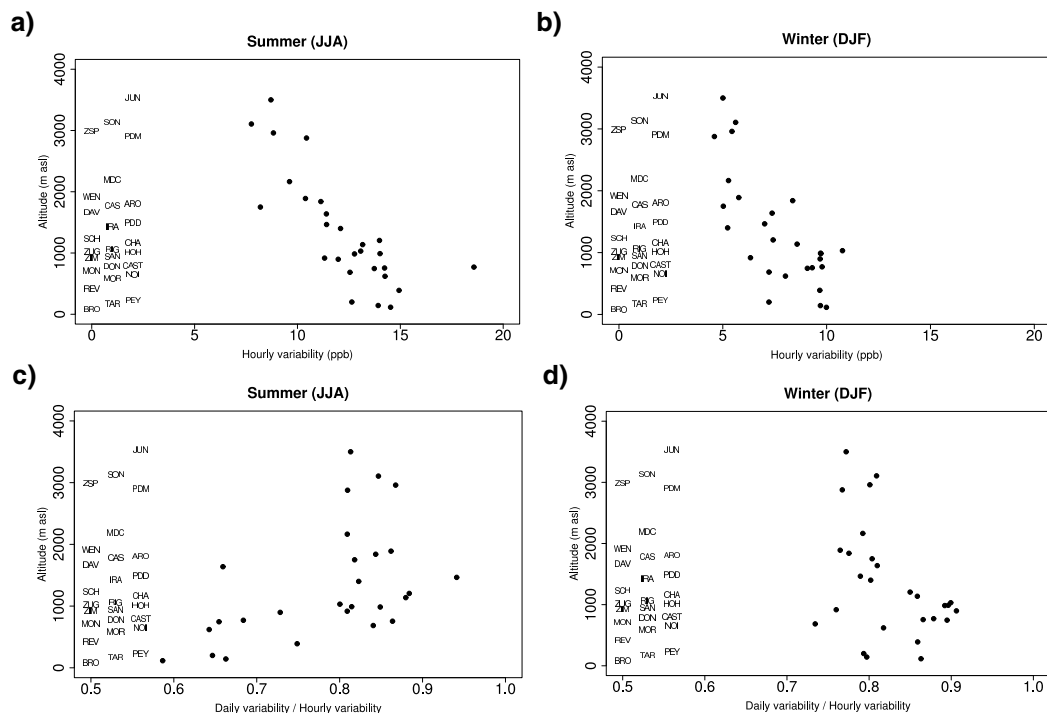 a)
Summer (JJA)
Altitude (m asl)
4000
3000
2000
1000
0
JUN
SON
ZSP
PDM
MDC
WEN
CAS
ARO
DAV
IRA
PDD
SCH
CHA
ZUG
RIG
HOH
ZIM
SAN
MON
DON
CAST
MOR
NOI
REV
TAR
PEY
BRO
0 5 10 15 20
Hourly variability (ppb)
b)
Winter (DJF)
Altitude (m asl)
4000
3000
2000
1000
0
JUN
SON
ZSP
PDM
MDC
WEN
CAS
ARO
DAV
IRA
PDD
SCH
CHA
ZUG
RIG
HOH
ZIM
SAN
MON
DON
CAST
MOR
NOI
REV
TAR
PEY
BRO
0 5 10 15 20
Hourly variability (ppb)
c)
Summer (JJA)
Altitude (m asl)
4000
3000
2000
1000
0
JUN
SON
ZSP
PDM
MDC
WEN
CAS
ARO
DAV
IRA
PDD
SCH
CHA
ZUG
RIG
HOH
ZIM
SAN
MON
DON
CAST
MOR
NOI
REV
TAR
PEY
BRO
0.5 0.6 0.7 0.8 0.9 1.0
Daily variability / Hourly variability
d)
Winter (DJF)
Altitude (m asl)
4000
3000
2000
1000
0
JUN
SON
ZSP
PDM
MDC
WEN
CAS
ARO
DAV
IRA
PDD
SCH
CHA
ZUG
RIG
HOH
ZIM
SAN
MON
DON
CAST
MOR
NOI
REV
TAR
PEY
BRO
0.5 0.6 0.7 0.8 0.9 1.0
Daily variability / Hourly variability